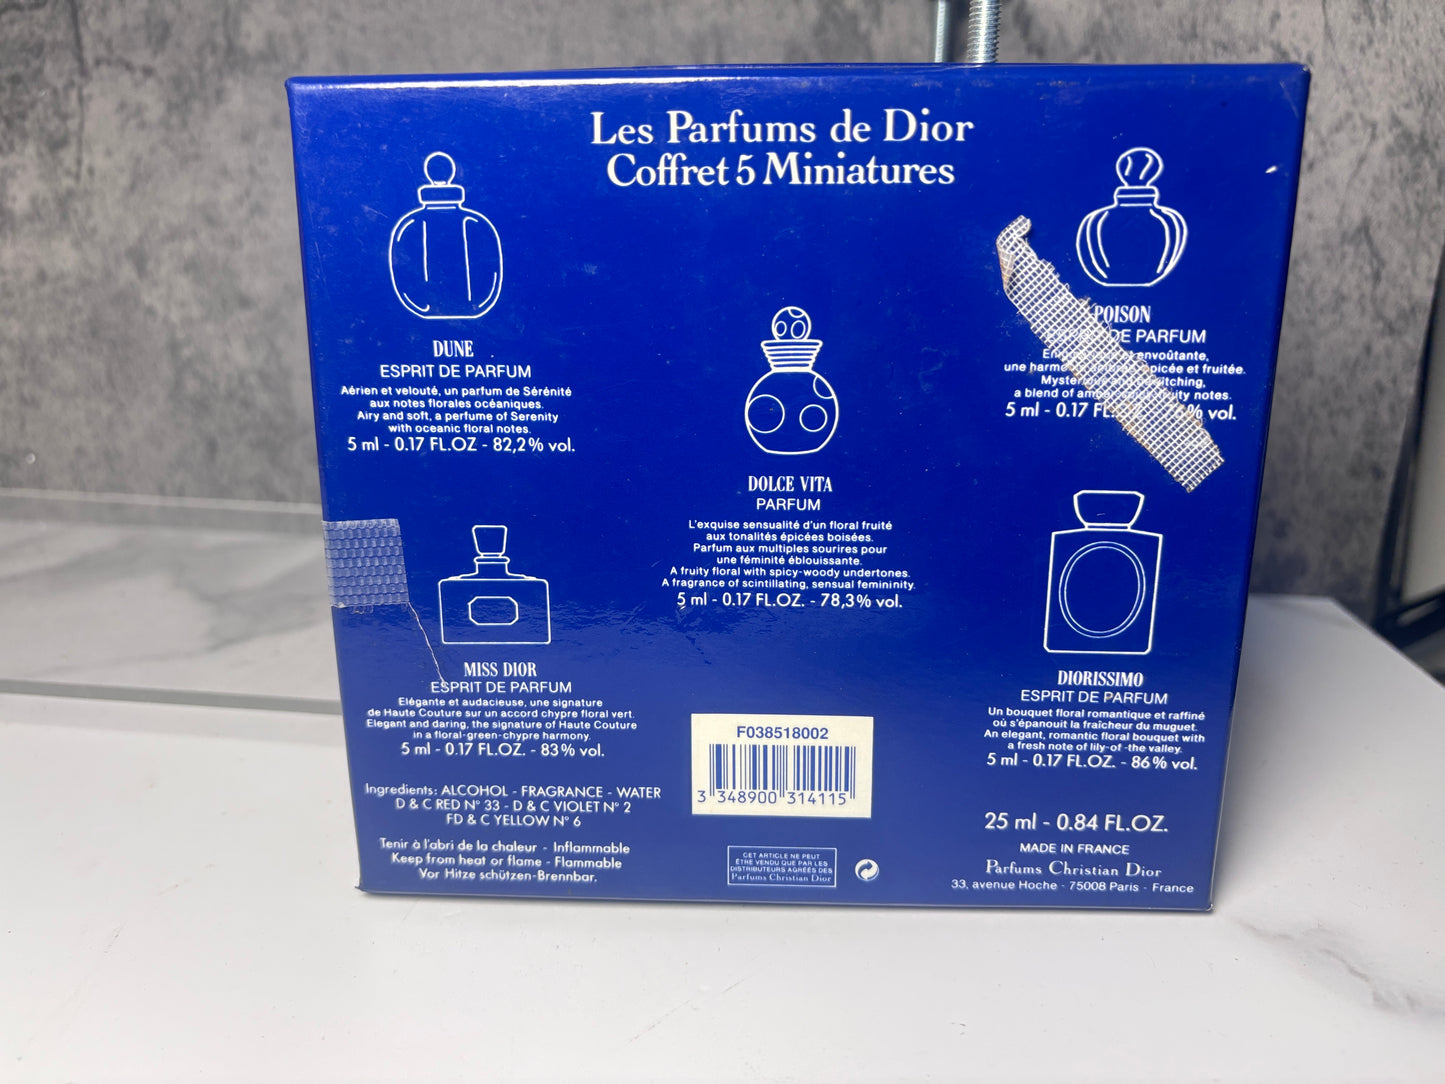 Les Parfums de Dior
Coffret 5 Miniatures
DUNE
ESPRIT DE PARFUM
Aérien et velouté, un parfum de Sérénité
aux notes florales océaniques.
Airy and soft, a perfume of Serenity
with oceanic floral notes.
5 ml - 0.17 FL.OZ - 82,2% vol.
POISON
DE PARFUM
envoûtante,
une épicée et fruitée.
a blend of notes.
5 ml - 0.17 vol.
DOLCE VITA
PARFUM
L'exquise sensualité d'un floral fruité
aux tonalités épicées boisées.
Parfum aux multiples sourires pour
une féminité éblouissante.
A fruity floral with spicy-woody undertones.
A fragrance of scintillating, sensual femininity.
5 ml - 0.17 FL.OZ. - 78,3% vol.
MISS DIOR
ESPRIT DE PARFUM
Elégante et audacieuse, une signature
de Haute Couture sur un accord chypre floral vert.
Elegant and daring, the signature of Haute Couture
in a floral-green-chypre harmony.
5 ml - 0.17 FL.OZ. - 83% vol.
DIORISSIMO
ESPRIT DE PARFUM
Un bouquet floral romantique et raffiné
où s'épanouit la fraîcheur du muguet.
An elegant, romantic floral bouquet with
a fresh note of lily-of-the-valley.
5 ml - 0.17 FL.OZ. - 86% vol.
Ingredients: ALCOHOL - FRAGRANCE - WATER
D & C RED N° 33 - D & C VIOLET N° 2
FD & C YELLOW N° 6
Tenir à l'abri de la chaleur - Inflammable
Keep from heat or flame - Flammable
Vor Hitze schützen-Brennbar.
F038518002
3 348900 314115
CET ARTICLE NE PEUT
ÊTRE VENDU QUE PAR LES
DISTRIBUTEURS AGRÉÉS DES
Parfums Christian Dior
25 ml - 0.84 FL.OZ.
MADE IN FRANCE
Parfums Christian Dior
33, avenue Hoche - 75008 Paris - France